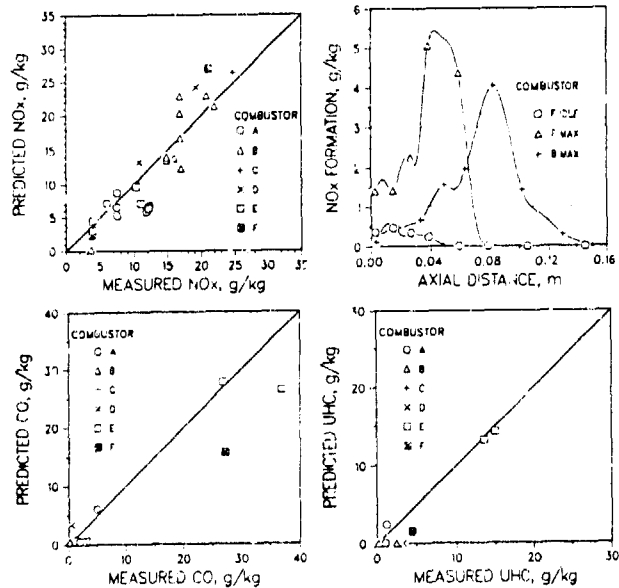 PREDICTED NOx, g/kg
35
30
25
20
15
10
5
0
COMBUSTOR
A
B
C
D
E
F
0 5 10 15 20 25 30 35
MEASURED NOx, g/kg
NOx FORMATION, g/kg
6
5
4
3
2
1
0
COMBUSTOR
F MAX
B MAX
0.00 0.04 0.08 0.12 0.16
AXIAL DISTANCE, m
PREDICTED CO, g/kg
40
30
20
10
0
COMBUSTOR
A
B
C
D
E
F
0 10 20 30 40
MEASURED CO, g/kg
PREDICTED UHC, g/kg
30
20
10
0
COMBUSTOR
A
B
C
D
E
F
0 10 20 30
MEASURED UHC, g/kg